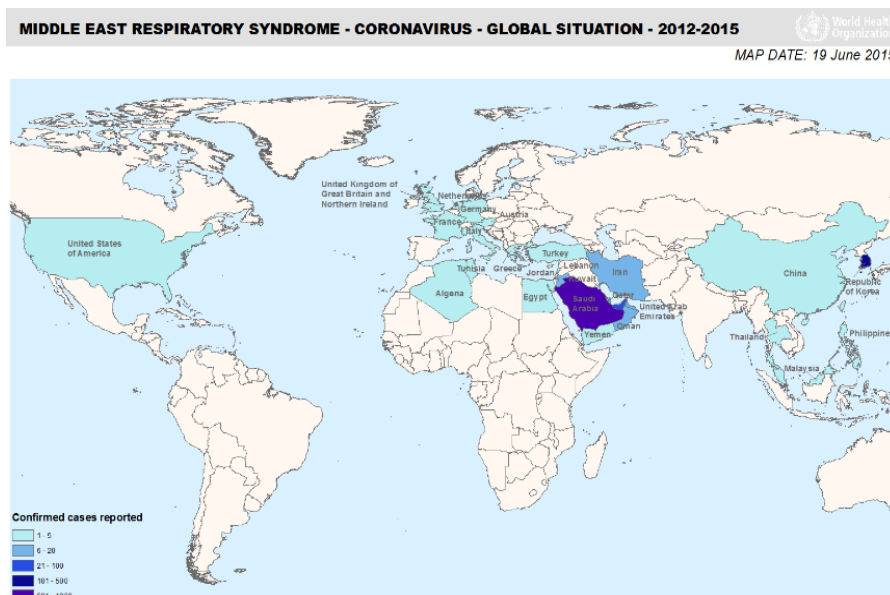 MIDDLE EAST RESPIRATORY SYNDROME - CORONAVIRUS - GLOBAL SITUATION - 2012-2015
World Health
Organization
MAP DATE: 19 June 2015
United Kingdom of
Great Britain and
Northern Ireland
Netherlands
Germany
Austria
France
Italy
United States
of America
Turkey
Tunisia
Greece
Lebanon
Jordan
Kuwait
Iran
China
Republic
of Korea
Algeria
Egypt
Saudi
Arabia
Qatar
United Arab
Emirates
Oman
Yemen
Thailand
Philippine
Malaysia
Confirmed cases reported
1 - 5
6 - 20
21 - 100
101 - 500